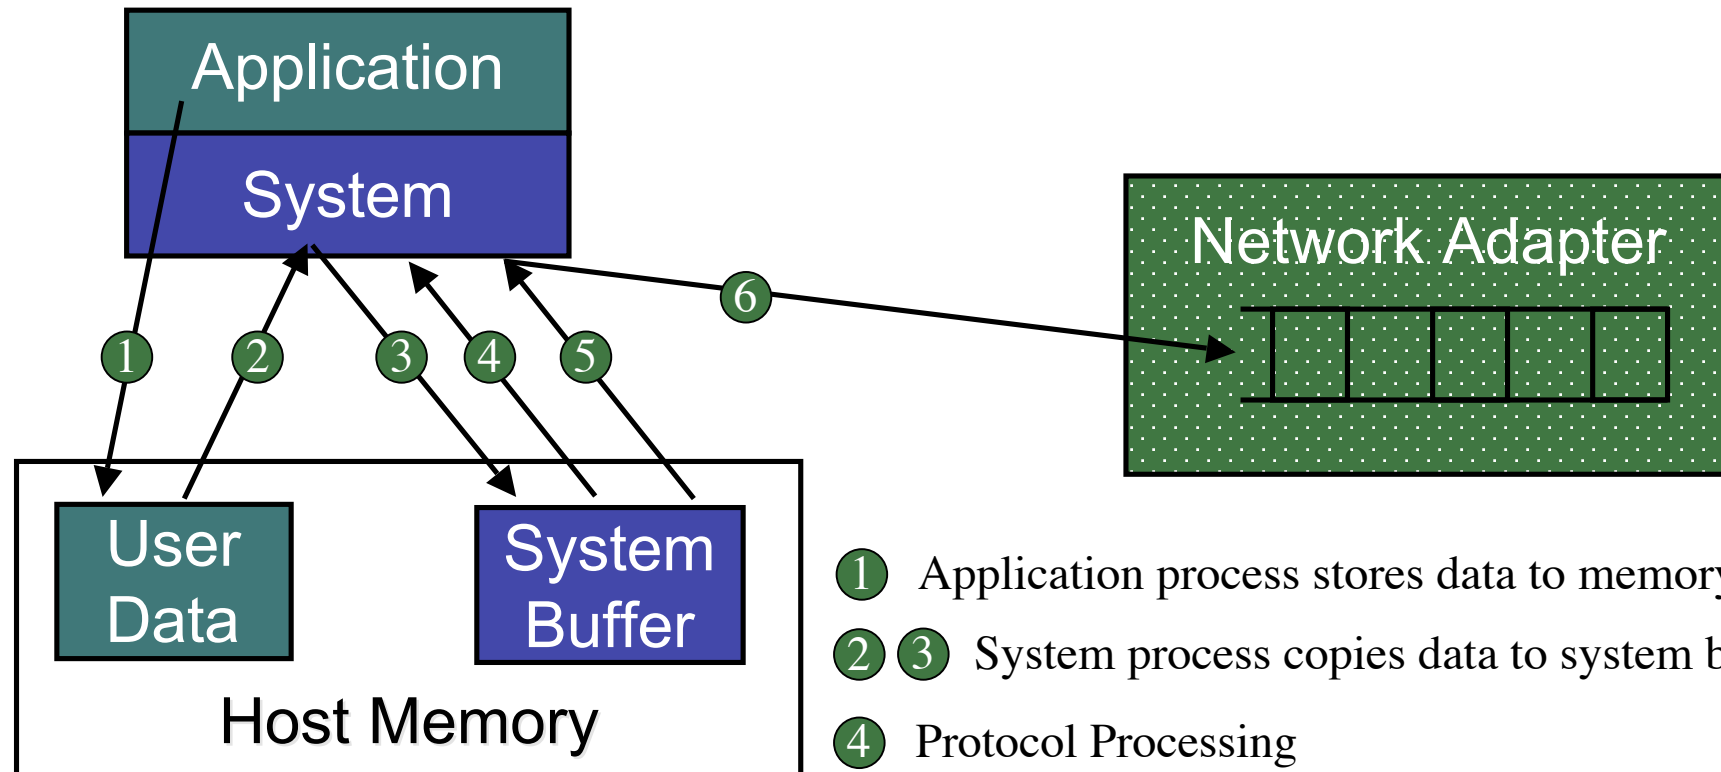 Application
System
Network Adapter
6
1
2
3
4
5
User
Data
System
Buffer
Host Memory
1 Application process stores data to memory
2 3 System process copies data to system b
4 Protocol Processing